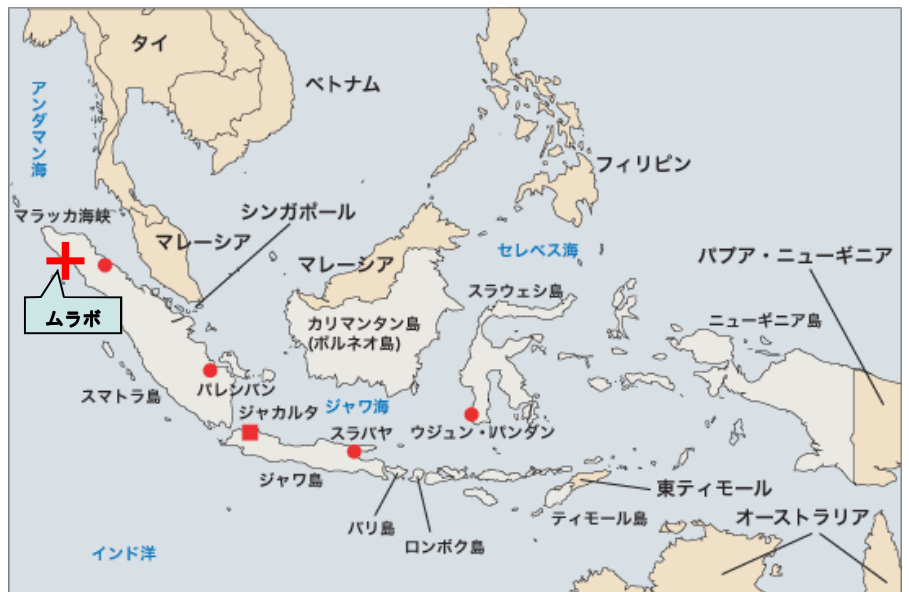 タイ
ベトナム
アンダマン海
フィリピン
マラッカ海峡
シンガポール
マレーシア
マレーシア
セレベス海
パプア・ニューギニア
ムラボ
スラウェシ島
カリマンタン島
(ボルネオ島)
ニューギニア島
パレンバン
スマトラ島
ジャカルタ
ジャワ海
スラバヤ
ウジュン・パンダン
ジャワ島
東ティモール
バリ島
ティモール島
オーストラリア
ロンボク島
インド洋